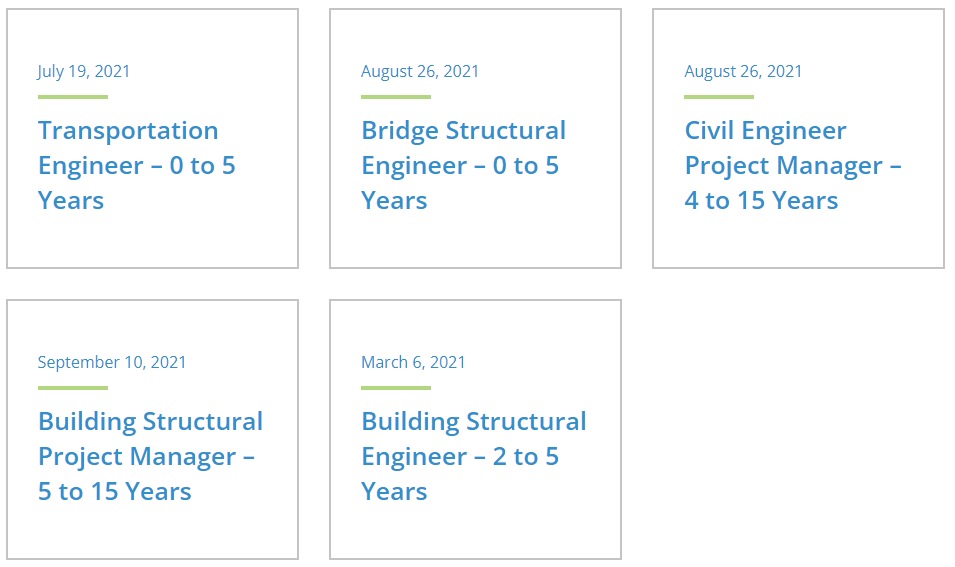 July 19, 2021
Transportation
Engineer – 0 to 5
Years
August 26, 2021
Bridge Structural
Engineer – 0 to 5
Years
August 26, 2021
Civil Engineer
Project Manager –
4 to 15 Years
September 10, 2021
Building Structural
Project Manager –
5 to 15 Years
March 6, 2021
Building Structural
Engineer – 2 to 5
Years